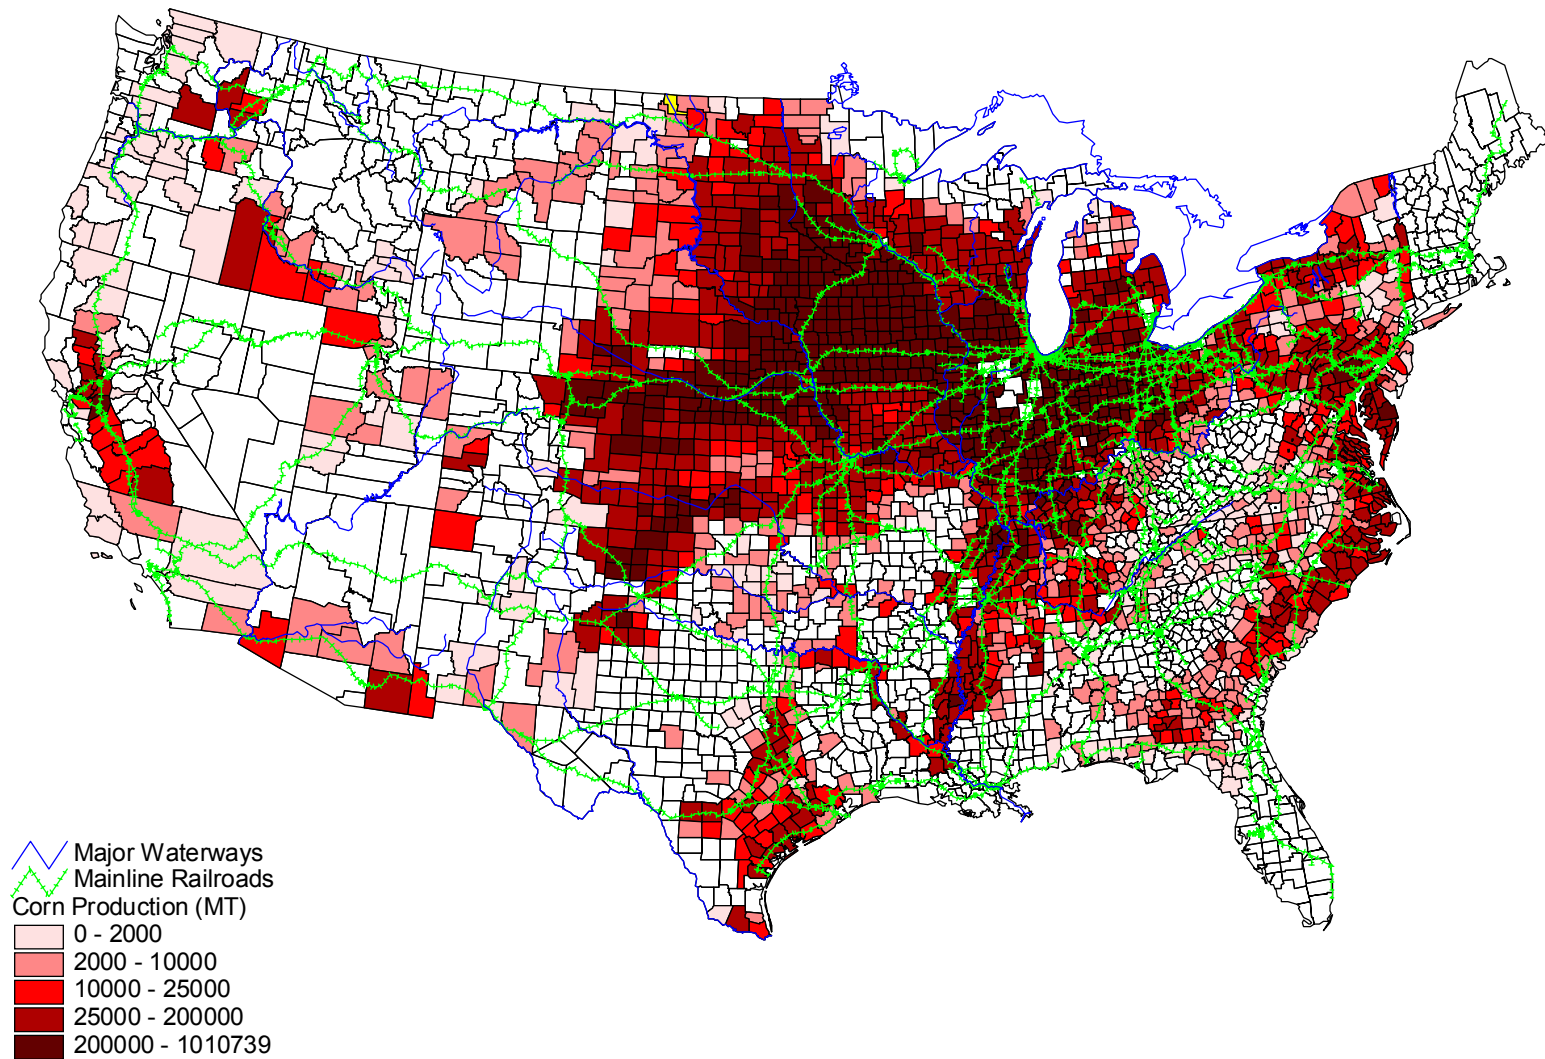 Major Waterways
Mainline Railroads
Corn Production (MT)
0 - 2000
2000 - 10000
10000 - 25000
25000 - 200000
200000 - 1010739